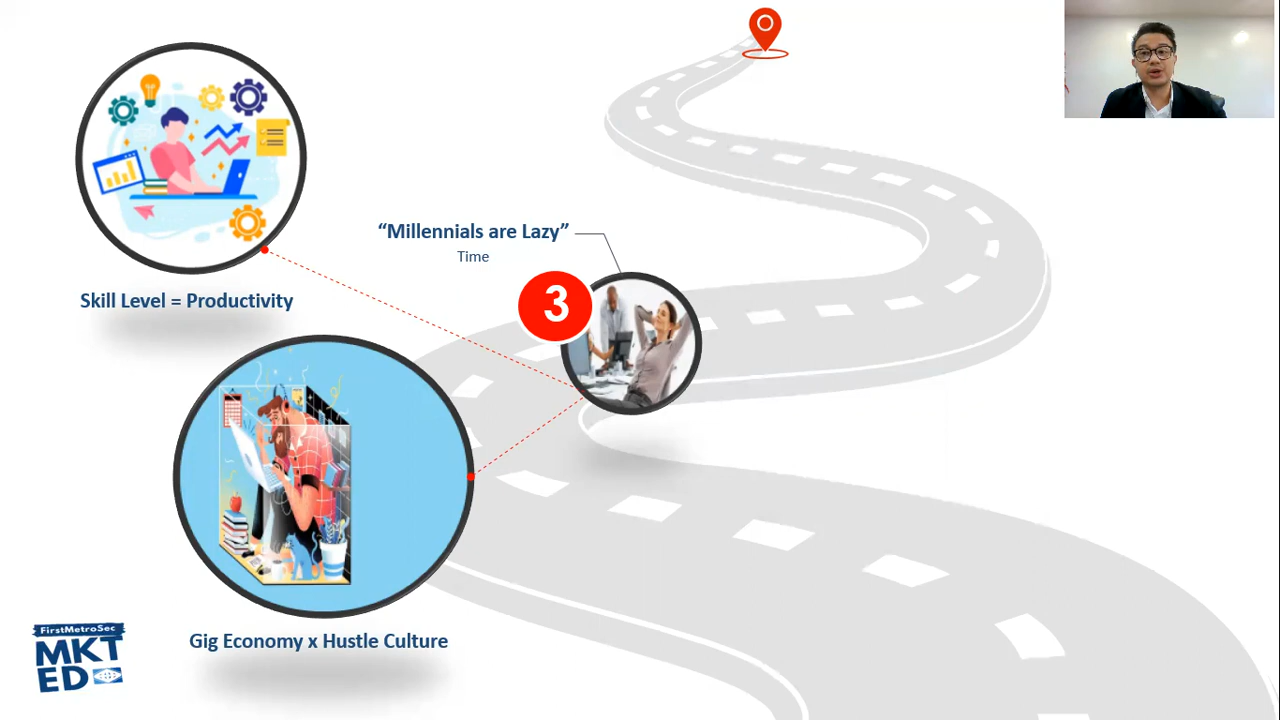 “Millennials are Lazy”
Time
3
Skill Level = Productivity
Gig Economy x Hustle Culture
FirstMetroSec
MKT
ED